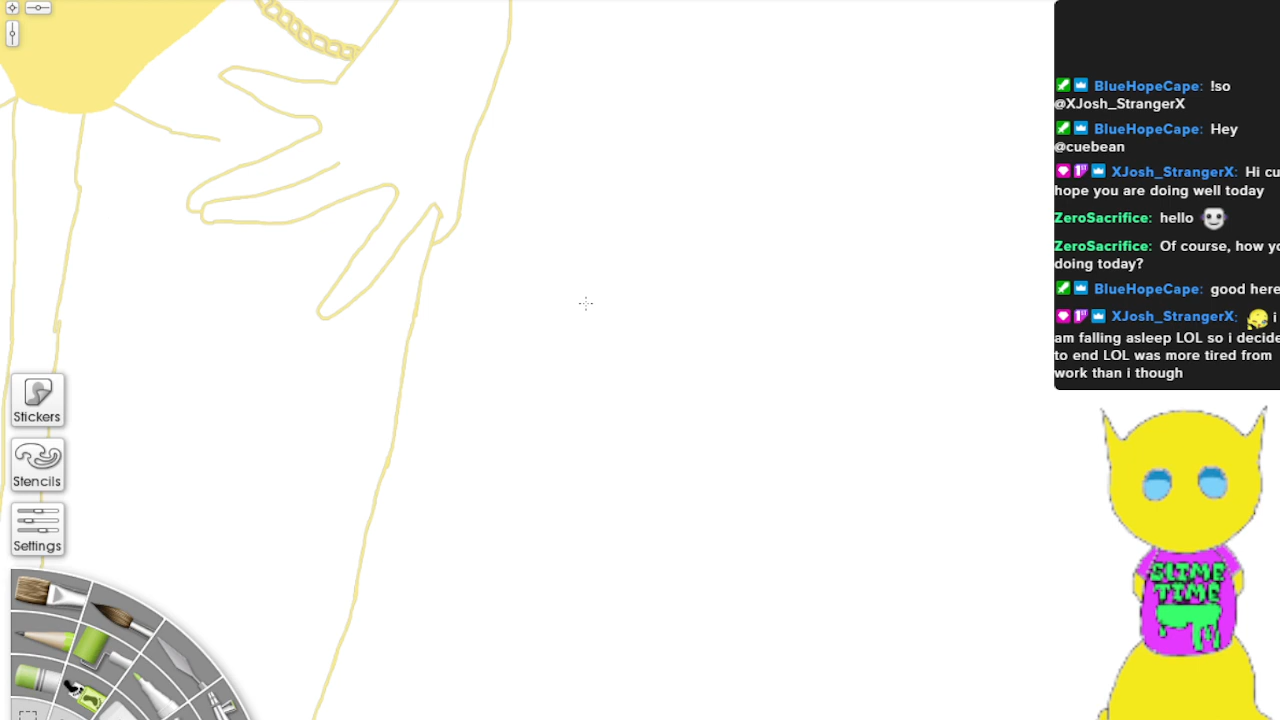 BlueHopeCape: !so
@XJosh_StrangerX
BlueHopeCape: Hey
@cuebean
XJosh_StrangerX: Hi cu
hope you are doing well today
ZeroSacrifice: hello
ZeroSacrifice: Of course, how yo
doing today?
BlueHopeCape: good here
XJosh_StrangerX: i
am falling asleep LOL so i decide
to end LOL was more tired from
work than i though
Stickers
Stencils
Settings
SLIME
TIME